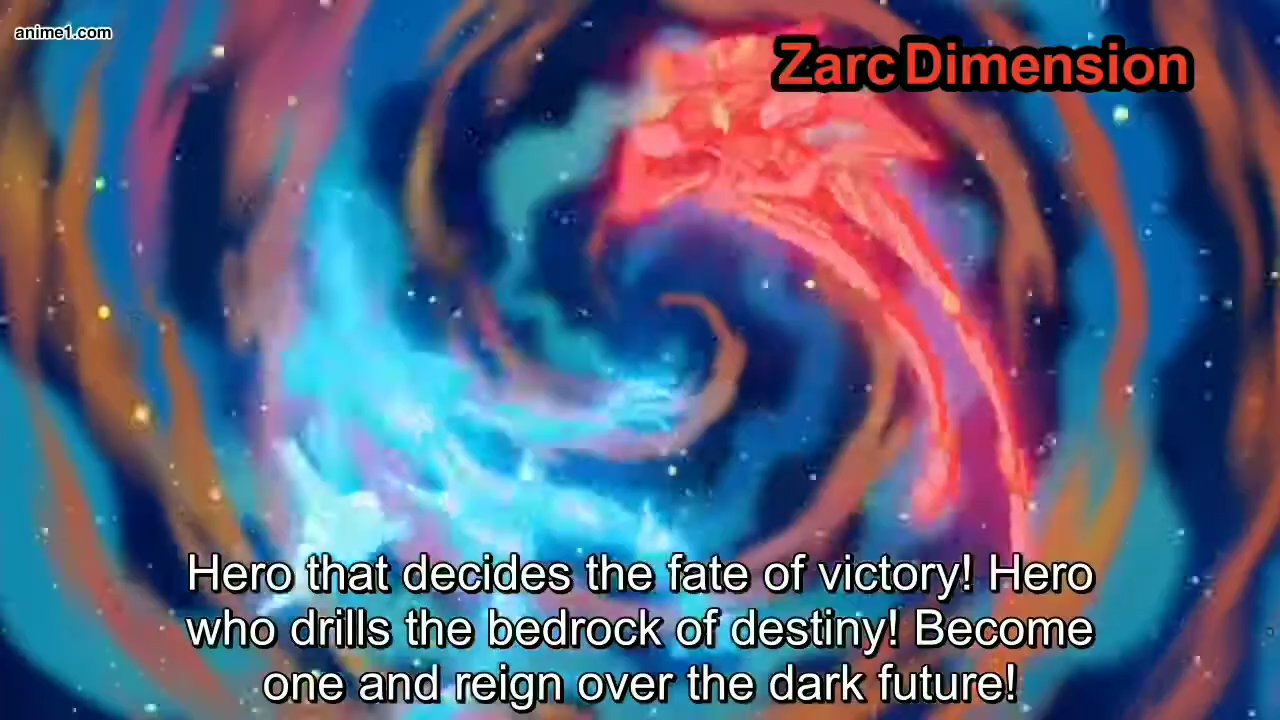 anime1.com
Zarc Dimension
Hero that decides the fate of victory! Hero
who drills the bedrock of destiny! Become
one and reign over the dark future!